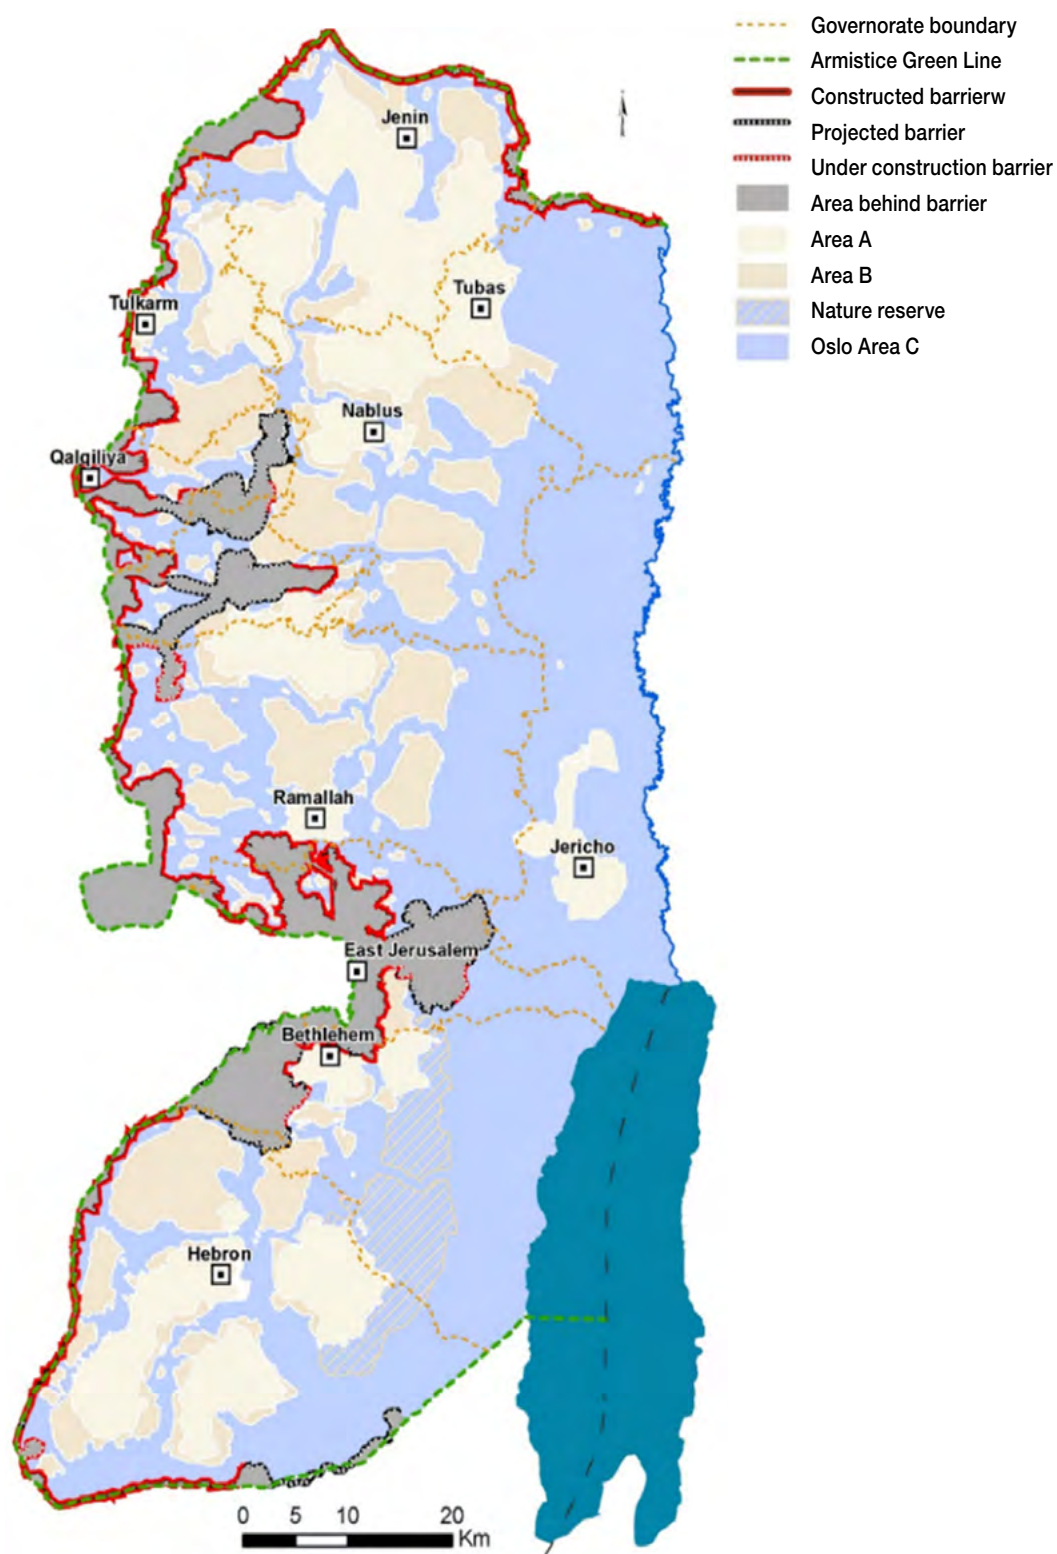 Governorate boundary
Armistice Green Line
Constructed barrierw
Projected barrier
Under construction barrier
Area behind barrier
Area A
Area B
Nature reserve
Oslo Area C
Jenin
Tubas
Tulkarm
Nablus
Qalqiliya
Ramallah
Jericho
East Jerusalem
Bethlehem
Hebron
0 5 10 20
Km